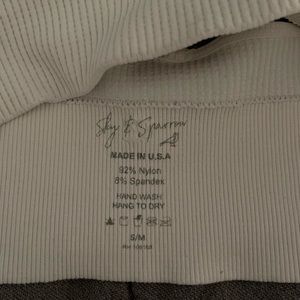 Sky & Sparrow
MADE IN U.S.A
92% Nylon
8% Spandex
HAND WASH
HANG TO DRY
S/M